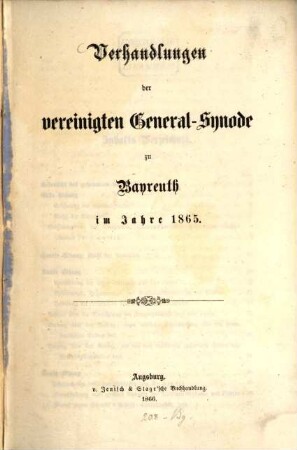 Verhandlungen
der
vereinigten General-Synode
zu
Bayreuth
im Jahre 1865.
Augsburg.
v. Jenisch & Stage'sche Buchhandlung.
1866.